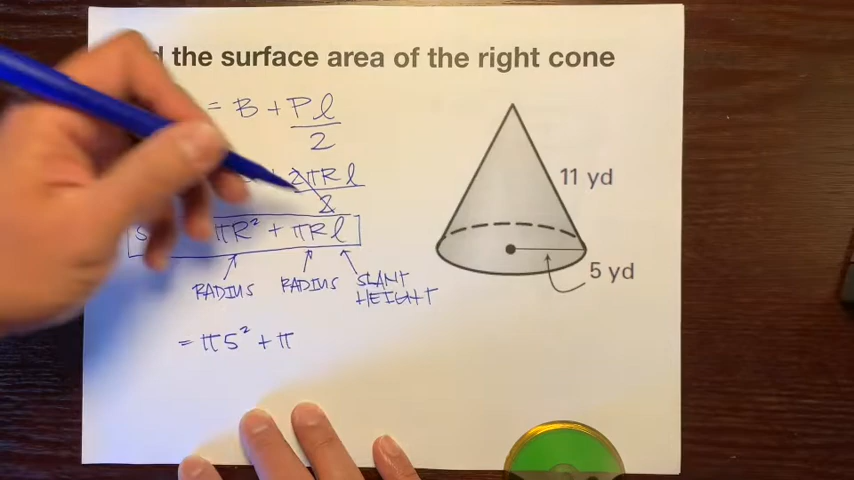 the surface area of the right cone
= B + Pl/2
+ 2πRl/2
S πR² + πRl
RADIUS RADIUS SLANT HEIGHT
= π5² + π
11 yd
5 yd